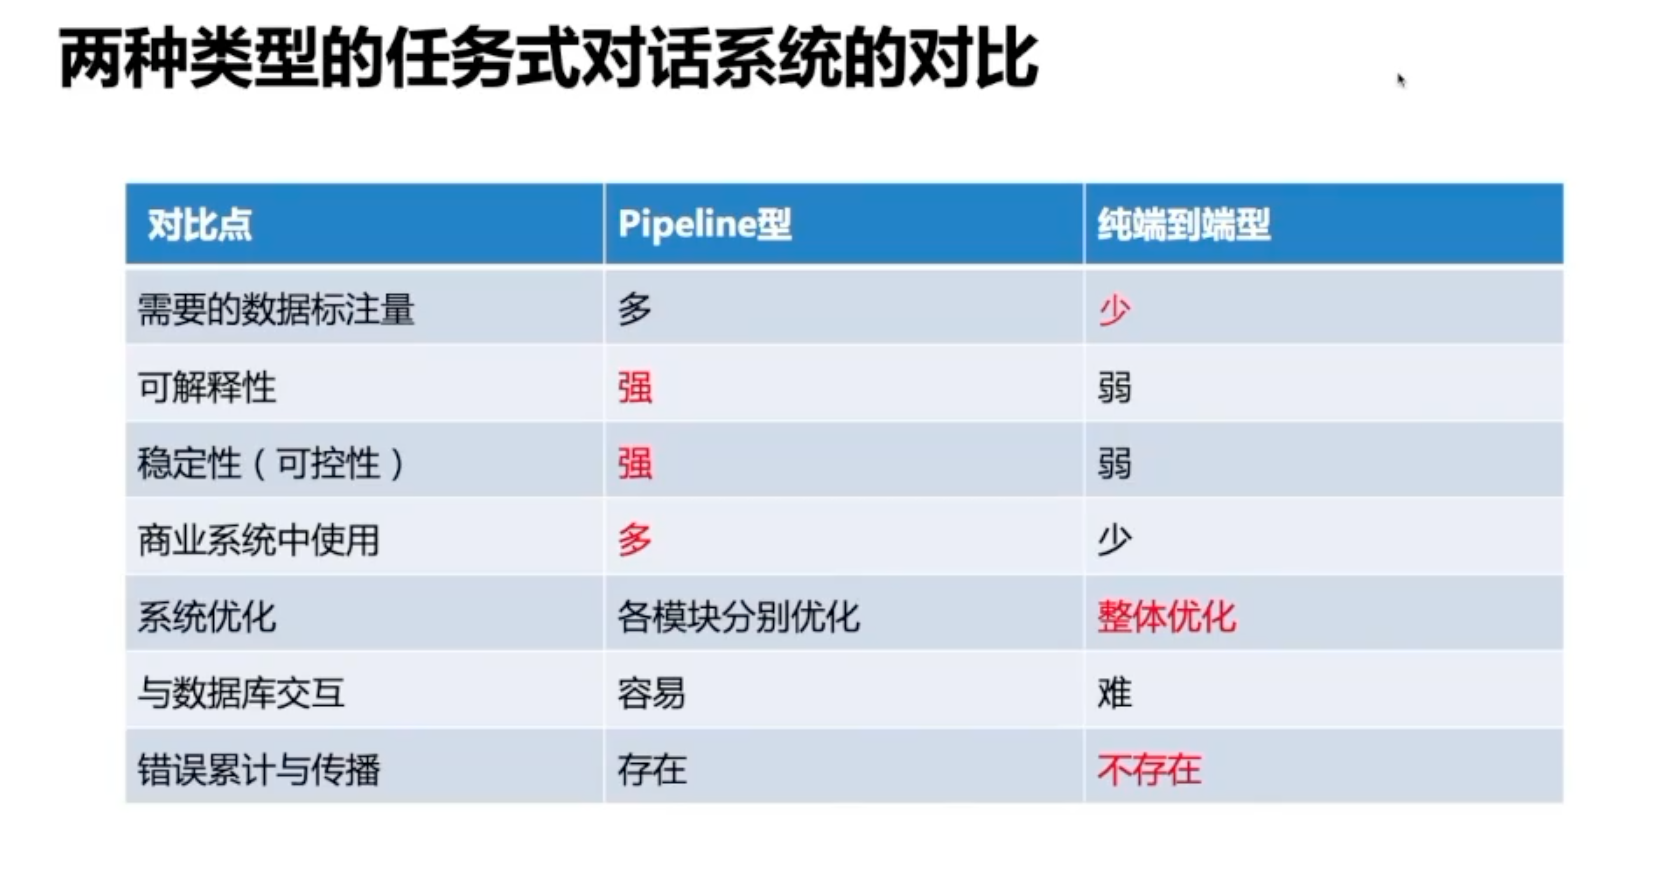 两种类型的任务式对话系统的对比
对比点 Pipeline型 纯端到端型
需要的数据标注量 多 少
可解释性 强 弱
稳定性（可控性） 强 弱
商业系统中使用 多 少
系统优化 各模块分别优化 整体优化
与数据库交互 容易 难
错误累计与传播 存在 不存在